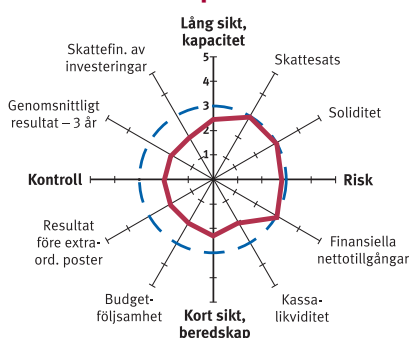 Lång sikt,
kapacitet
Skattefin. av
investeringar
Skattesats
Genomsnittligt
resultat – 3 år
Soliditet
5
4
3
2
1
Kontroll
Risk
Resultat
före extra-
ord. poster
Finansiella
nettotillgångar
Budget-
följsamhet
Kassa-
likviditet
Kort sikt,
beredskap